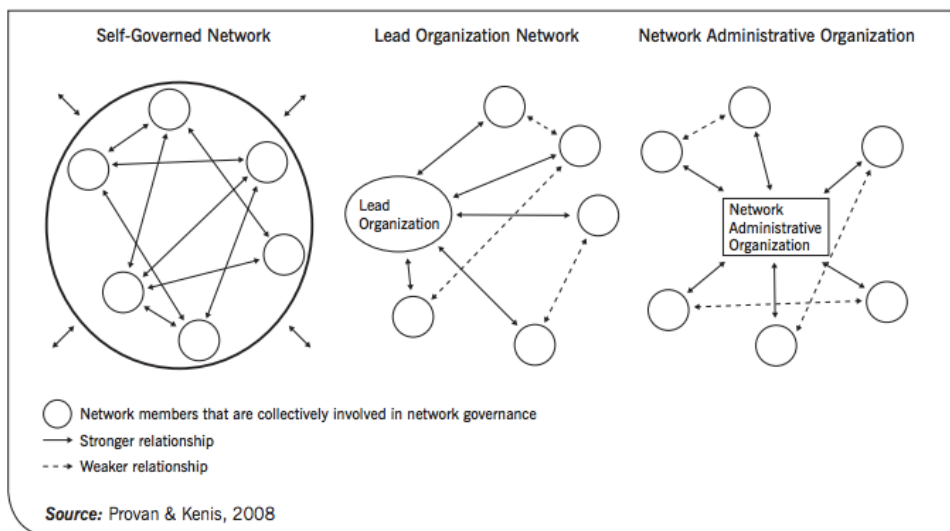 Self-Governed Network
Lead Organization Network
Network Administrative Organization
Lead
Organization
Network
Administrative
Organization
Network members that are collectively involved in network governance
Stronger relationship
Weaker relationship
Source: Provan & Kenis, 2008